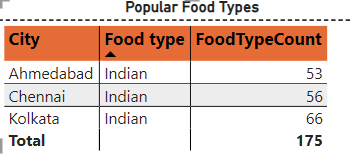 Popular Food Types
City Food type FoodTypeCount
Ahmedabad Indian 53
Chennai Indian 56
Kolkata Indian 66
Total 175